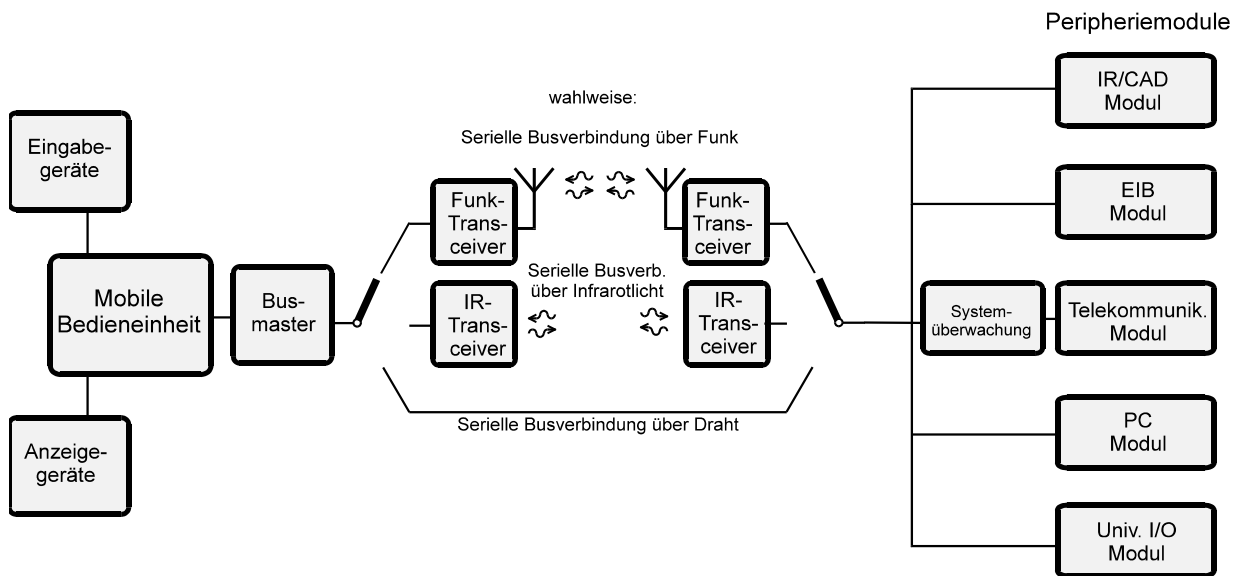 Peripheriemodule
IR/CAD
Modul
wahlweise:
Serielle Busverbindung über Funk
Eingabe-
geräte
Funk-
Trans-
ceiver
Funk-
Trans-
ceiver
EIB
Modul
Serielle Busverb.
über Infrarotlicht
Mobile
Bedieneinheit
Bus-
master
IR-
Trans-
ceiver
IR-
Trans-
ceiver
System-
überwachung
Telekommunik.
Modul
Serielle Busverbindung über Draht
PC
Modul
Anzeige-
geräte
Univ. I/O
Modul